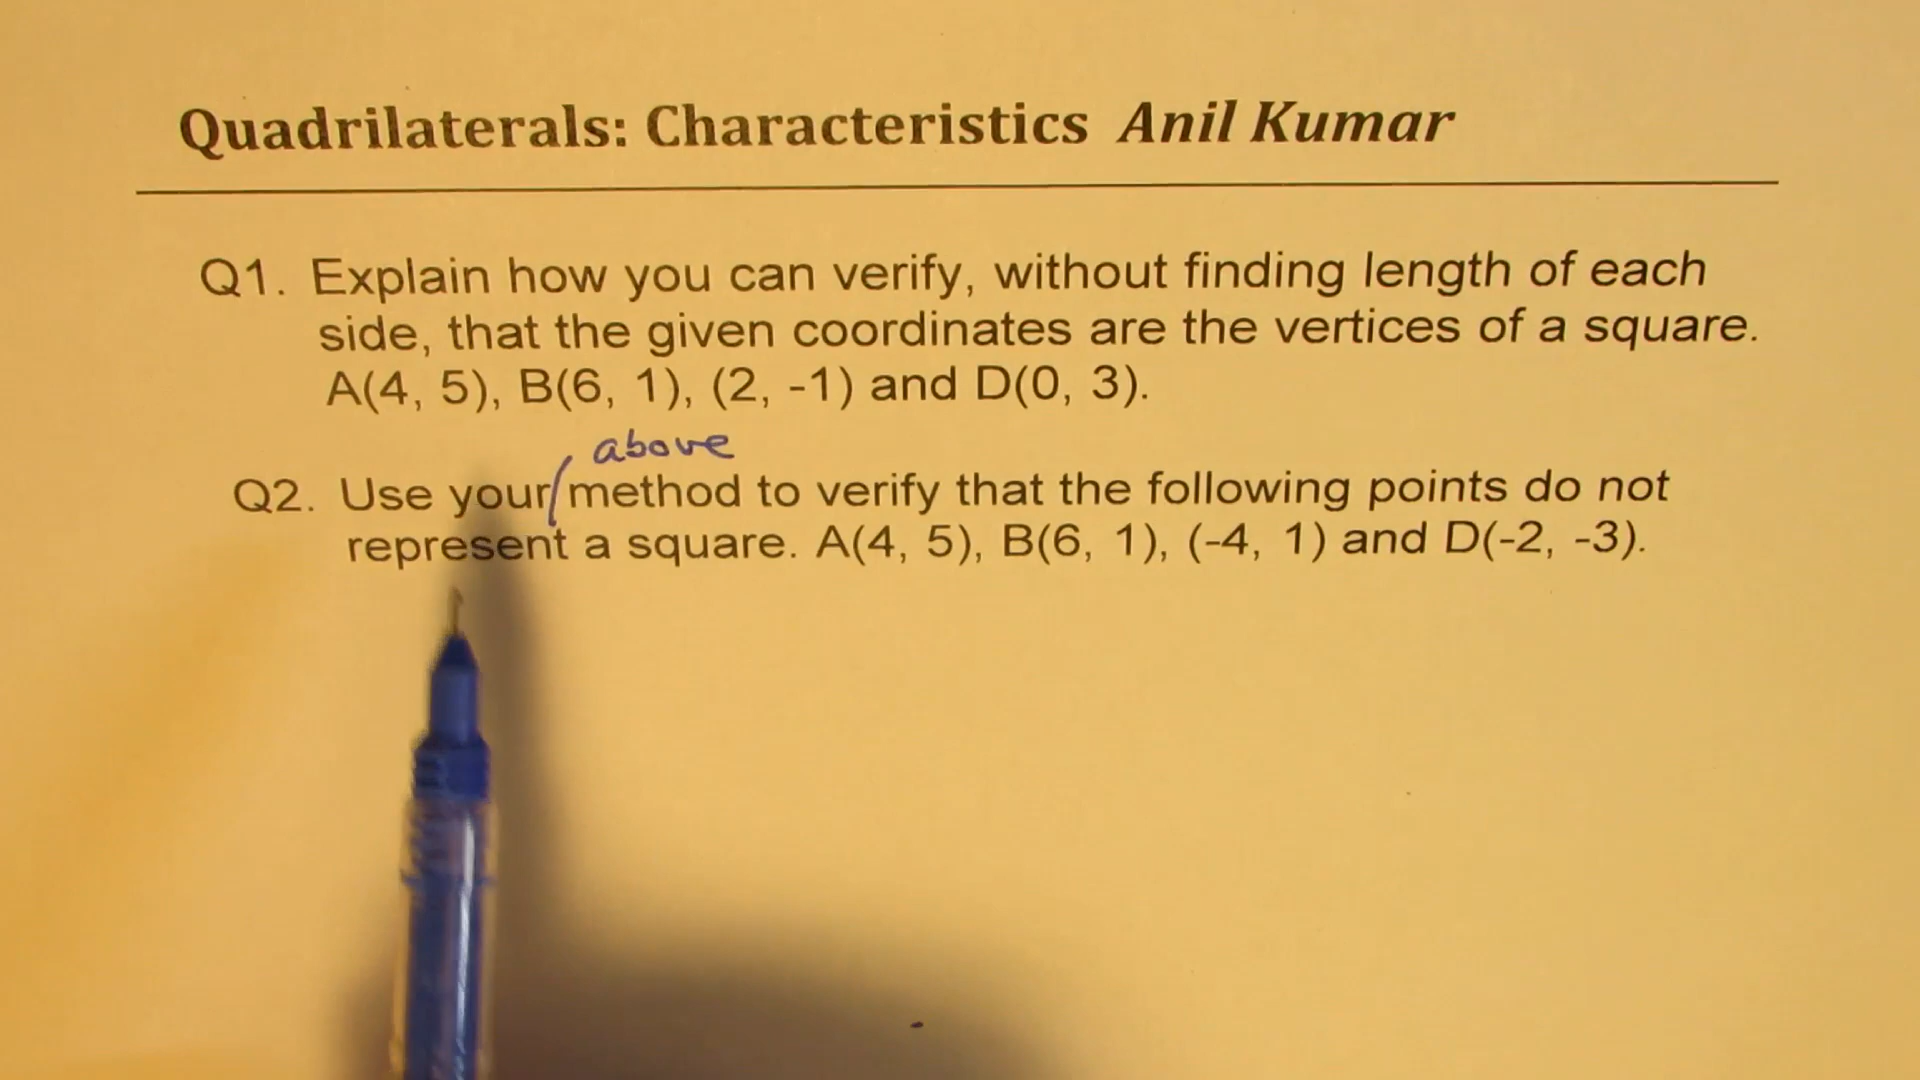 Quadrilaterals: Characteristics Anil Kumar
Q1. Explain how you can verify, without finding length of each
side, that the given coordinates are the vertices of a square.
A(4, 5), B(6, 1), (2, -1) and D(0, 3).
above
Q2. Use your method to verify that the following points do not
represent a square. A(4, 5), B(6, 1), (-4, 1) and D(-2, -3).